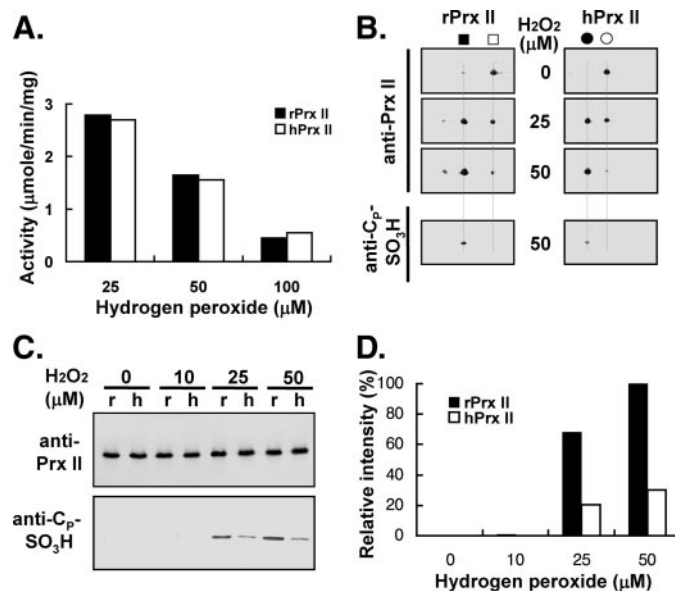 A.
Activity (μmole/min/mg)
4
3
2
1
0
■ rPrx II
□ hPrx II
25 50 100
Hydrogen peroxide (μM)
B.
rPrx II H2O2 hPrx II
■ □ (μM) ● ○
anti-Prx II
0
25
50
anti-CP-
SO3H
50
C.
H2O2 0 10 25 50
(μM) r h r h r h r h
anti-
Prx II
anti-CP-
SO3H
D.
Relative intensity (%)
100
80
60
40
20
0
■ rPrx II
□ hPrx II
0 10 25 50
Hydrogen peroxide (μM)